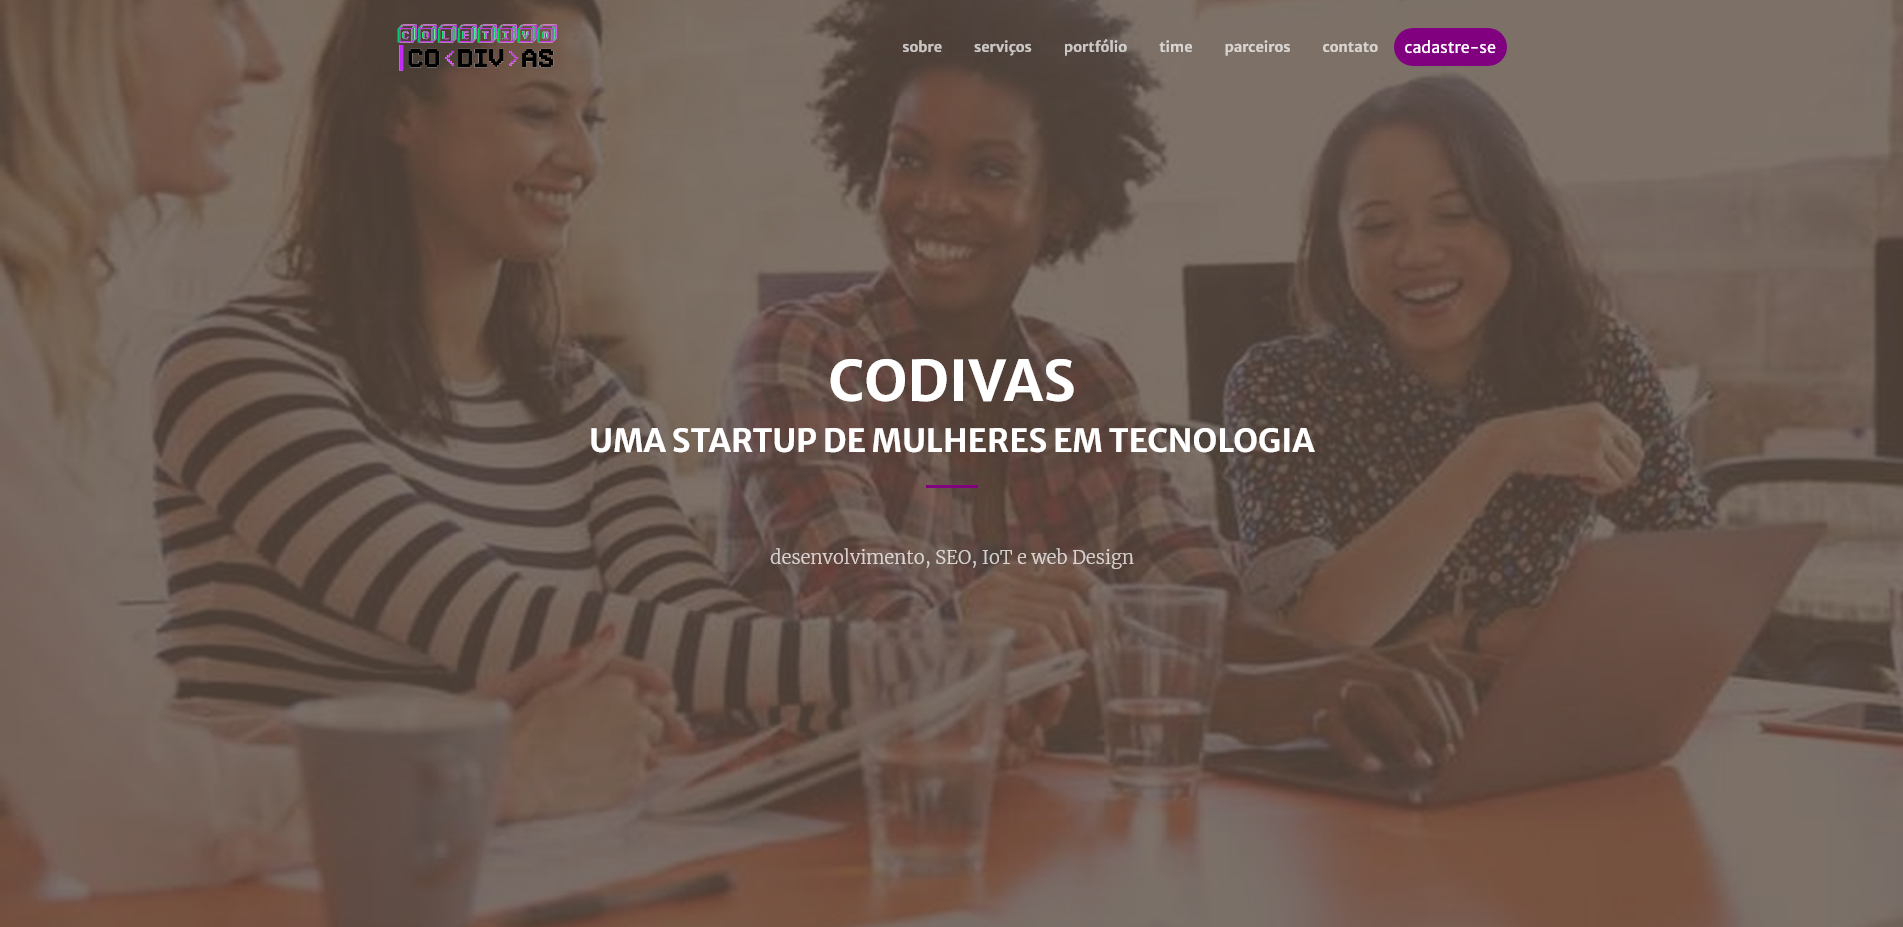 COLETIVO
|CO<DIV>AS
sobre serviços portfólio time parceiros contato cadastre-se
CODIVAS
UMA STARTUP DE MULHERES EM TECNOLOGIA
desenvolvimento, SEO, IoT e web Design